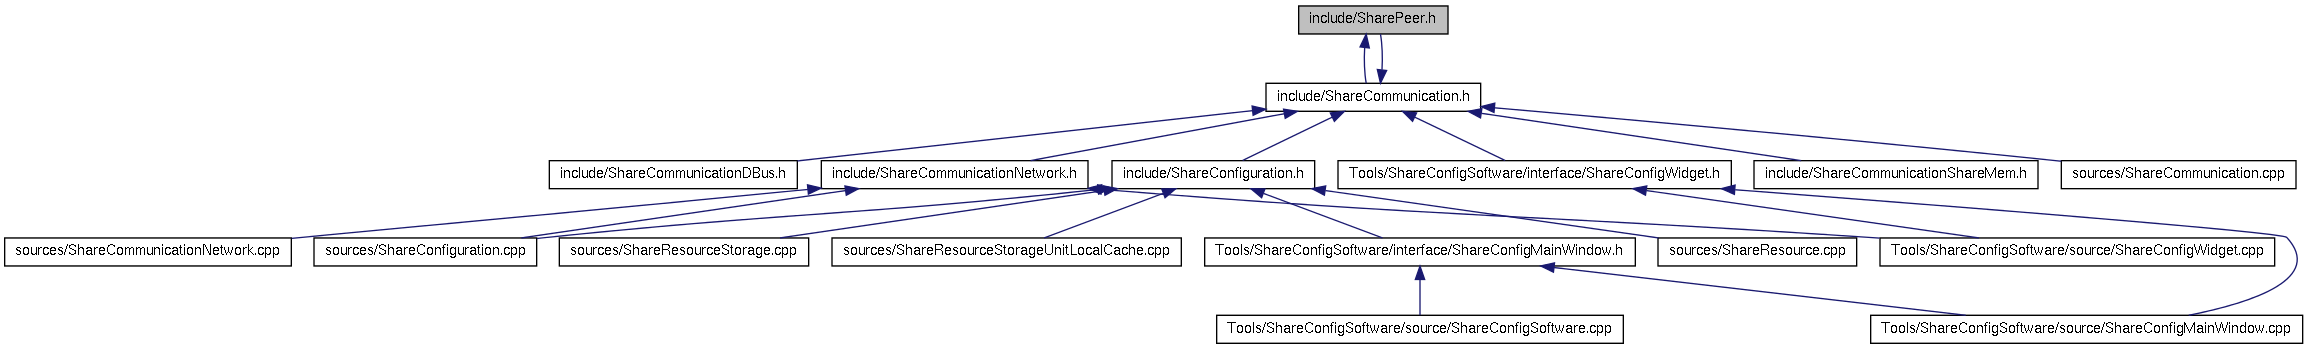 include/SharePeer.h
include/ShareCommunication.h
include/ShareCommunicationDBus.h
include/ShareCommunicationNetwork.h
include/ShareConfiguration.h
Tools/ShareConfigSoftware/interface/ShareConfigWidget.h
include/ShareCommunicationShareMem.h
sources/ShareCommunication.cpp
sources/ShareCommunicationNetwork.cpp
sources/ShareConfiguration.cpp
sources/ShareResourceStorage.cpp
sources/ShareResourceStorageUnitLocalCache.cpp
Tools/ShareConfigSoftware/interface/ShareConfigMainWindow.h
sources/ShareResource.cpp
Tools/ShareConfigSoftware/source/ShareConfigWidget.cpp
Tools/ShareConfigSoftware/source/ShareConfigSoftware.cpp
Tools/ShareConfigSoftware/source/ShareConfigMainWindow.cpp